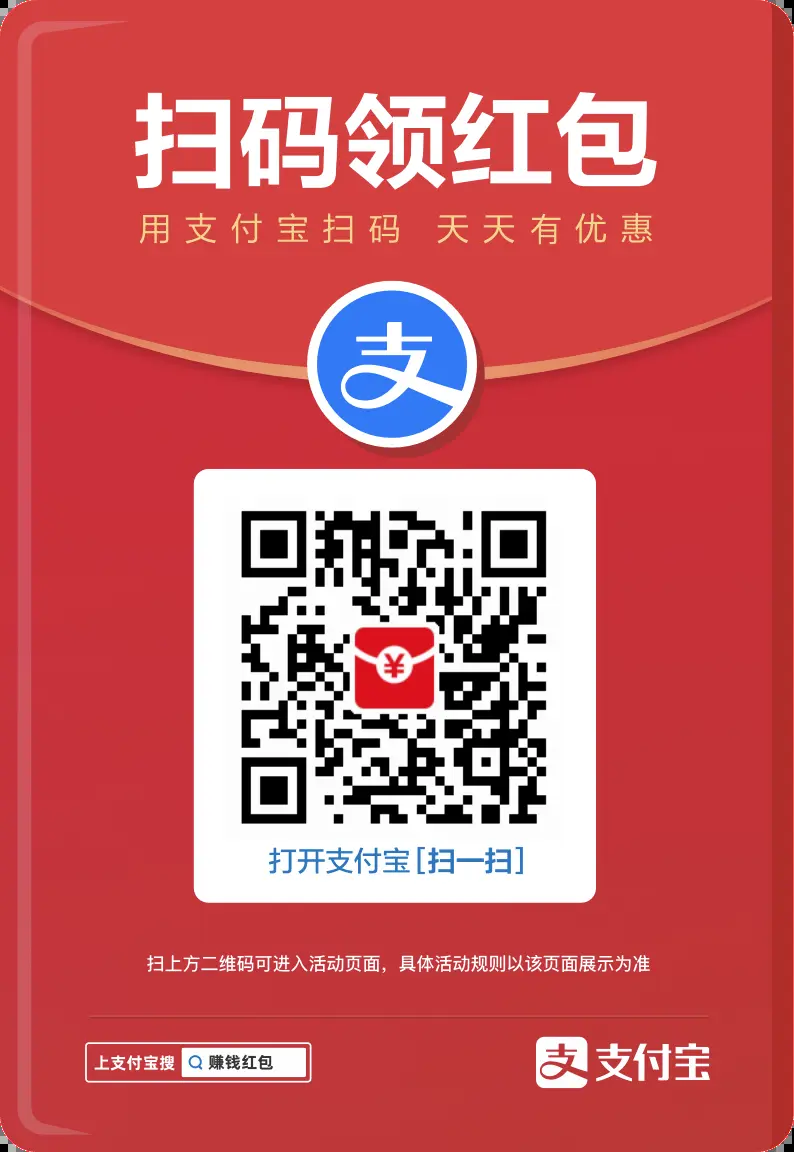 扫码领红包
用支付宝扫码 天天有优惠
支
打开支付宝[扫一扫]
扫上方二维码可进入活动页面，具体活动规则以该页面展示为准
上支付宝搜 赚钱红包
支 支付宝